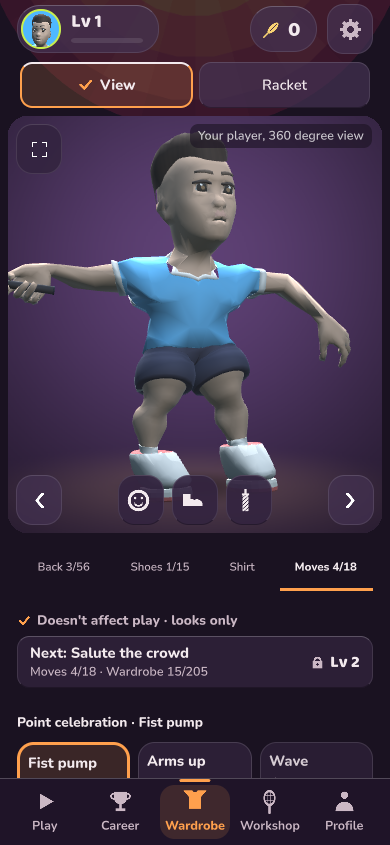 Lv 1
0
View
Racket
Your player, 360 degree view
Back 3/56
Shoes 1/15
Shirt
Moves 4/18
Doesn't affect play · looks only
Next: Salute the crowd
Moves 4/18 · Wardrobe 15/205
Lv 2
Point celebration · Fist pump
Fist pump
Arms up
Wave
Play
Career
Wardrobe
Workshop
Profile